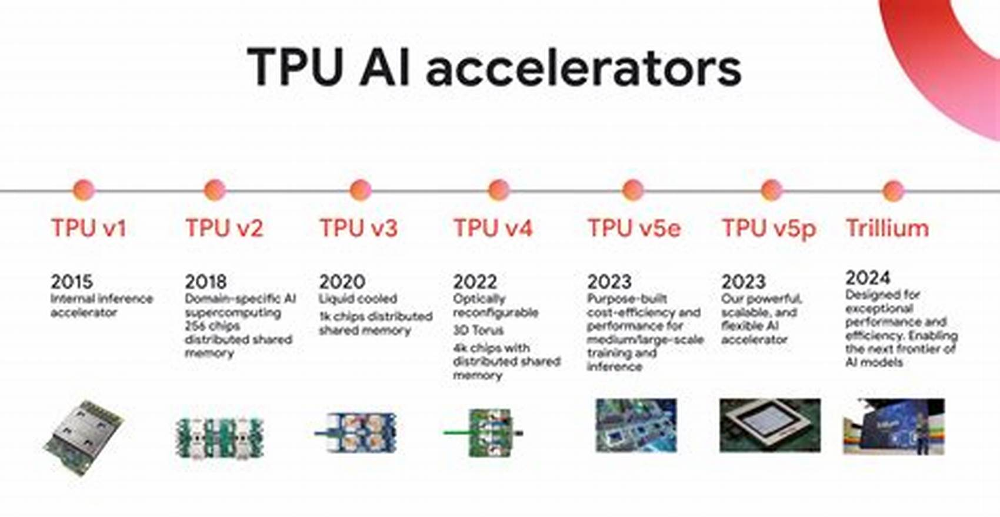 TPU AI accelerators
TPU v1
2015
Internal inference
accelerator
TPU v2
2018
Domain-specific AI
supercomputing
256 chips
distributed shared
memory
TPU v3
2020
Liquid cooled
1k chips distributed
shared memory
TPU v4
2022
Optically
reconfigurable
3D Torus
4k chips with
distributed shared
memory
TPU v5e
2023
Purpose-built
cost-efficiency and
performance for
medium/large-scale
training and
inference
TPU v5p
2023
Our powerful,
scalable, and
flexible AI
accelerator
Trillium
2024
Designed for
exceptional
performance and
efficiency. Enabling
the next frontier of
AI models